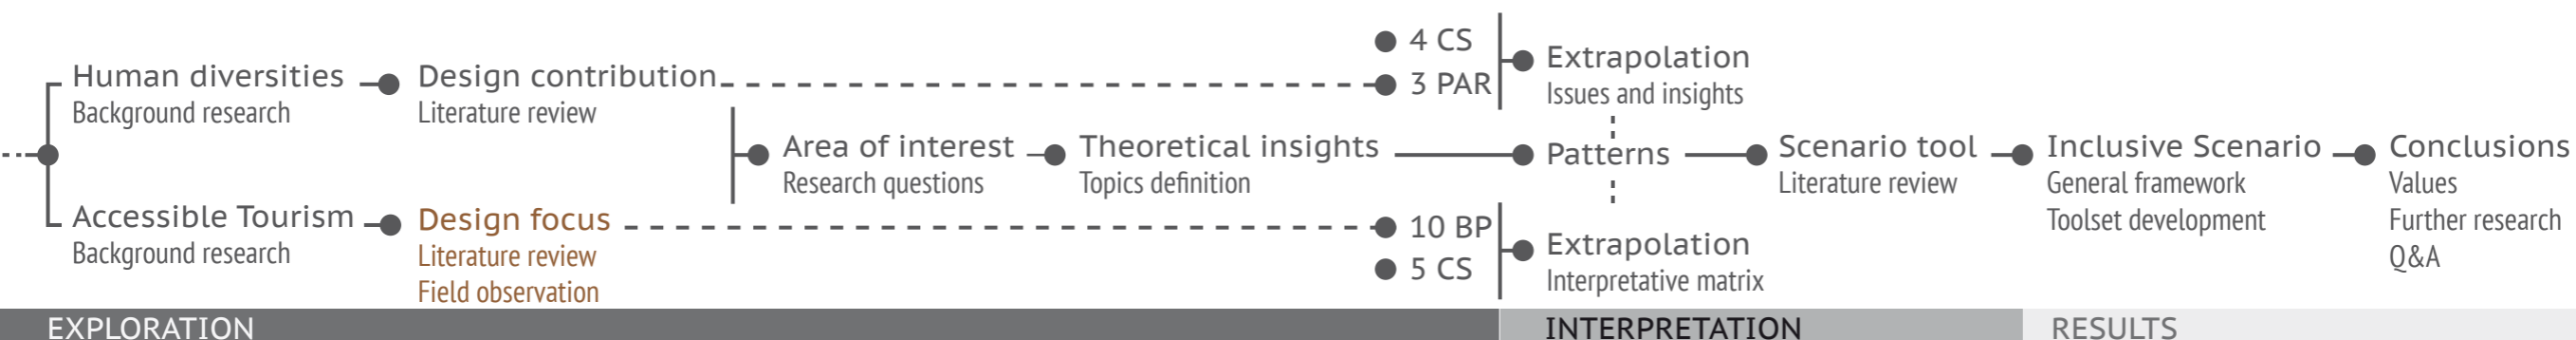 Human diversities
Background research
Design contribution
Literature review
4 CS
3 PAR
Extrapolation
Issues and insights
Area of interest
Research questions
Theoretical insights
Topics definition
Patterns
Scenario tool
Literature review
Inclusive Scenario
General framework
Toolset development
Conclusions
Values
Further research
Q&A
Accessible Tourism
Background research
Design focus
Literature review
Field observation
10 BP
5 CS
Extrapolation
Interpretative matrix
EXPLORATION
INTERPRETATION
RESULTS